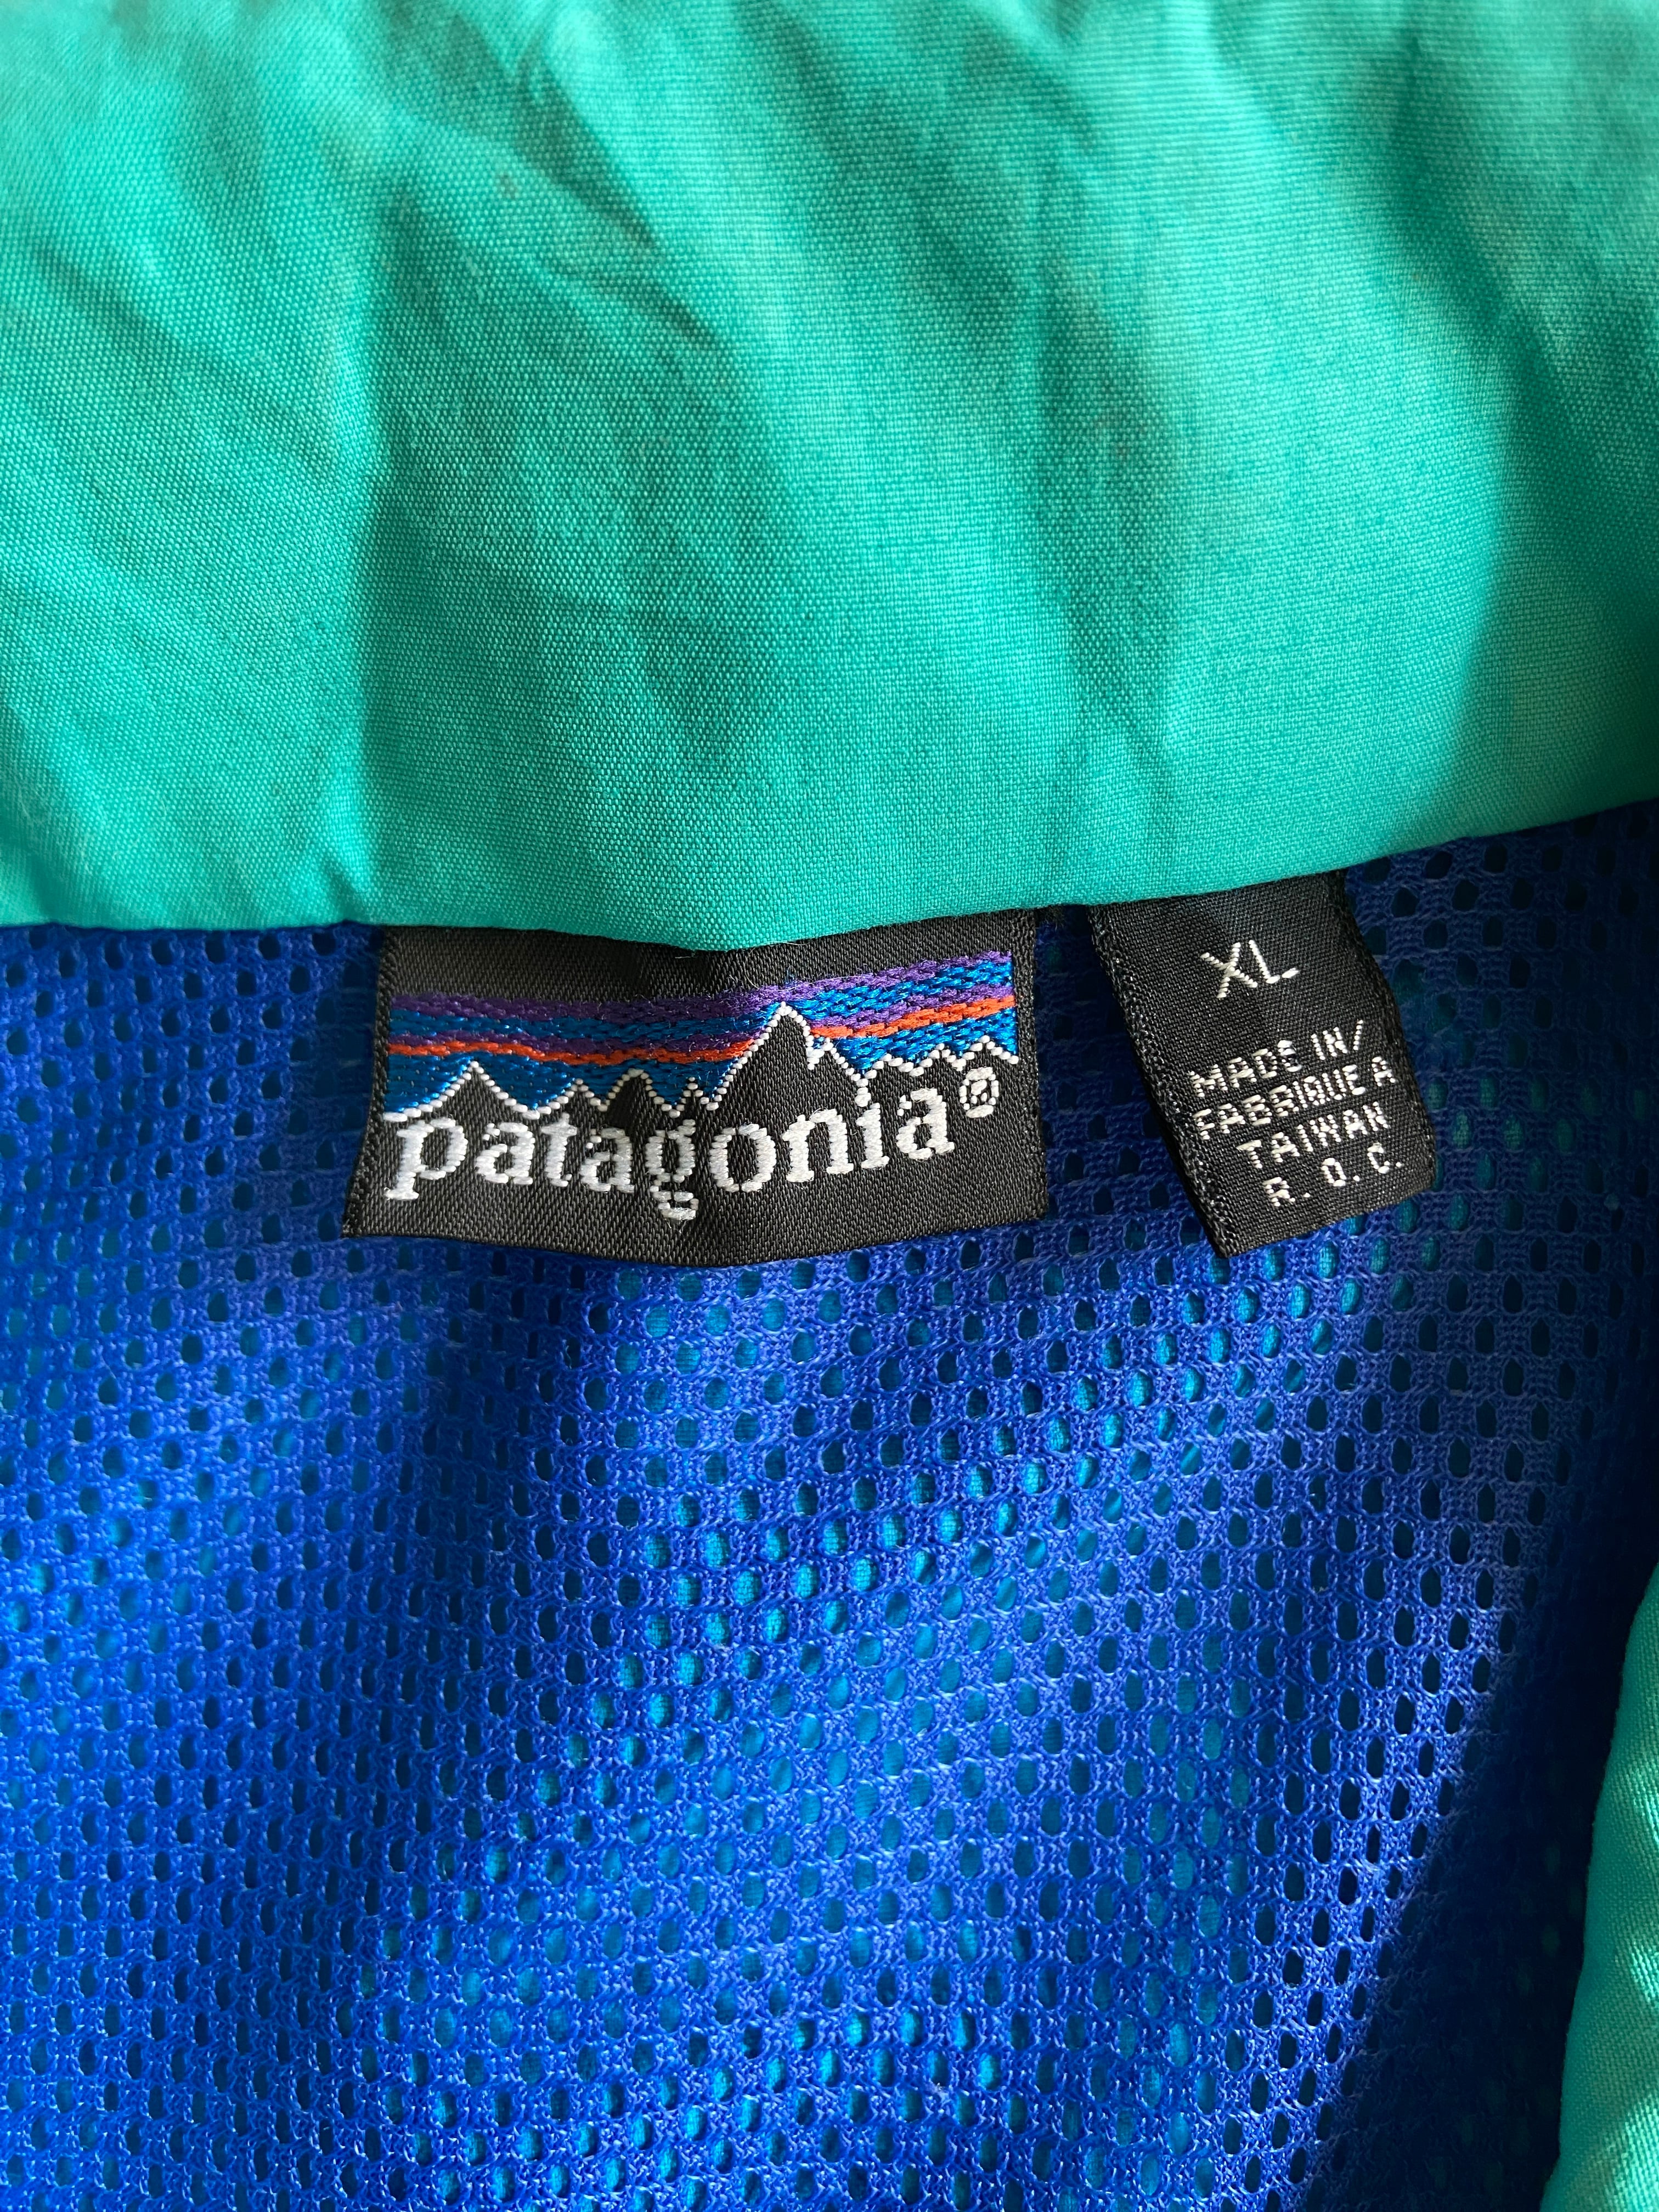 patagonia®
XL
MADE IN/
FABRIQUE A
TAIWAN
R. O. C.